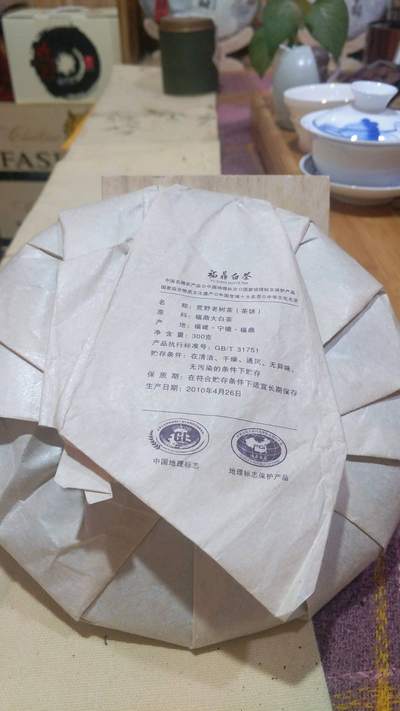 福鼎白茶
名 称：荒野老树茶（茶饼）
原 料：福鼎大白茶
产 地：福建·宁德·福鼎
净 含 量：300克
产品执行标准号：GB/T 31751
贮存条件：在清洁、干燥、通风、无异味、
无污染的条件下贮存
保 质 期：在符合贮存条件下适宜长期保存
生产日期：2010年4月26日
中国地理标志
地理标志保护产品